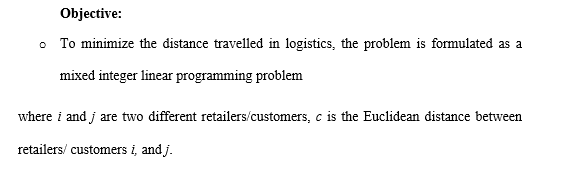 Objective:
o To minimize the distance travelled in logistics, the problem is formulated as a
mixed integer linear programming problem
where i and j are two different retailers/customers, c is the Euclidean distance between
retailers/ customers i, and j.